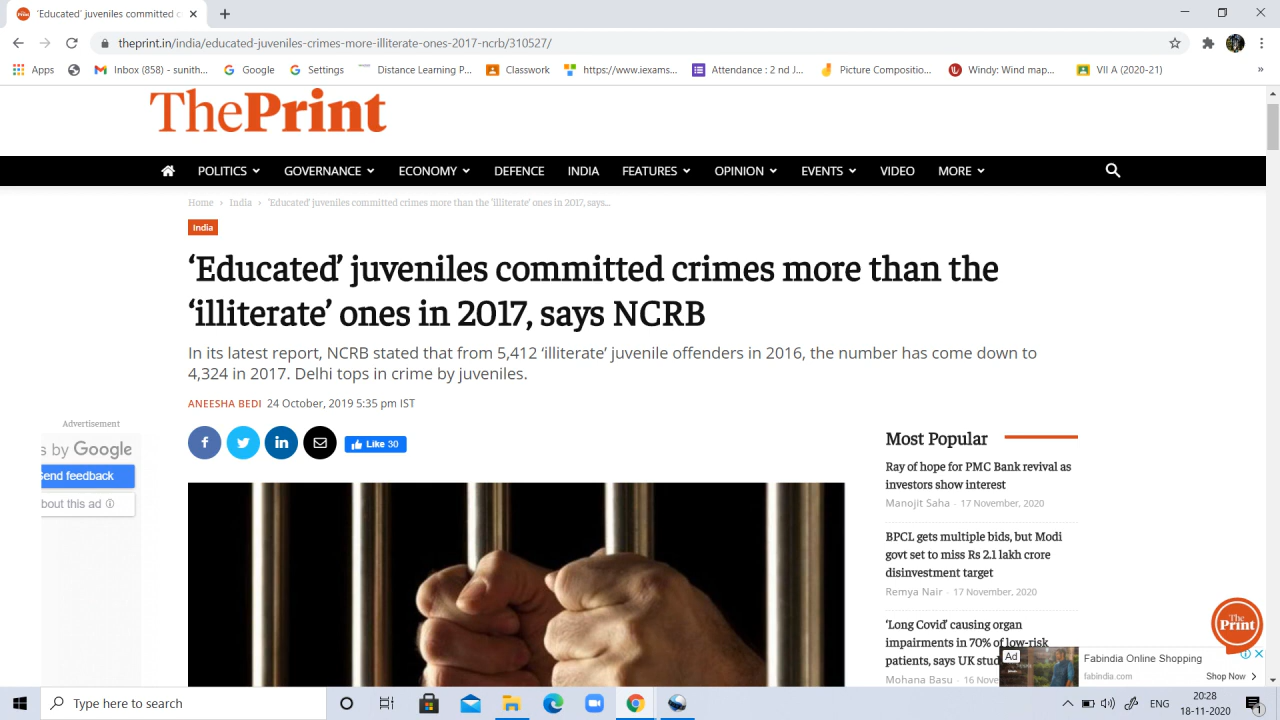 'Educated' juveniles committed c
theprint.in/india/educated-juveniles-crimes-more-illiterate-ones-2017-ncrb/310527/
Apps
Inbox (858) - sunith...
Google
Settings
Distance Learning P...
Classwork
https://www.iexams...
Attendance : 2 nd J...
Picture Compositio...
Windy: Wind map...
VII A (2020-21)
»
ThePrint
POLITICS GOVERNANCE ECONOMY DEFENCE INDIA FEATURES OPINION EVENTS VIDEO MORE
Home › India › 'Educated' juveniles committed crimes more than the 'illiterate' ones in 2017, says...
India
‘Educated’ juveniles committed crimes more than the
‘illiterate’ ones in 2017, says NCRB
In its latest report, NCRB stated that from 5,412 ‘illiterate’ juvenile offenders in 2016, the number has come down to
4,324 in 2017. Delhi tops in crime by juveniles.
ANEESHA BEDI 24 October, 2019 5:35 pm IST
Advertisement
s by Google
Send feedback
bout this ad
Like 30
Most Popular
Ray of hope for PMC Bank revival as
investors show interest
Manojit Saha - 17 November, 2020
BPCL gets multiple bids, but Modi
govt set to miss Rs 2.1 lakh crore
disinvestment target
Remya Nair - 17 November, 2020
‘Long Covid’ causing organ
impairments in 70% of low-risk
patients, says UK stud
Mohana Basu - 16 Nove
The Print
Ad
Fabindia Online Shopping
fabindia.com
Shop Now
Type here to search
ENG
20:28
18-11-2020
1